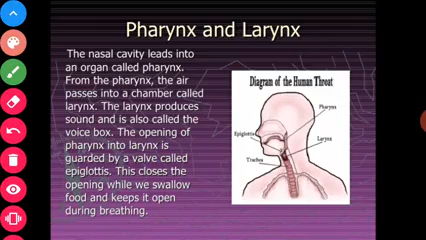 Pharynx and Larynx
The nasal cavity leads into
an organ called pharynx.
From the pharynx, the air
passes into a chamber called
larynx. The larynx produces
sound and is also called the
voice box. The opening of
pharynx into larynx is
guarded by a valve called
epiglottis. This closes the
opening while we swallow
food and keeps it open
during breathing.
Diagram of the Human Throat
Pharynx
Epiglottis
Larynx
Trachea